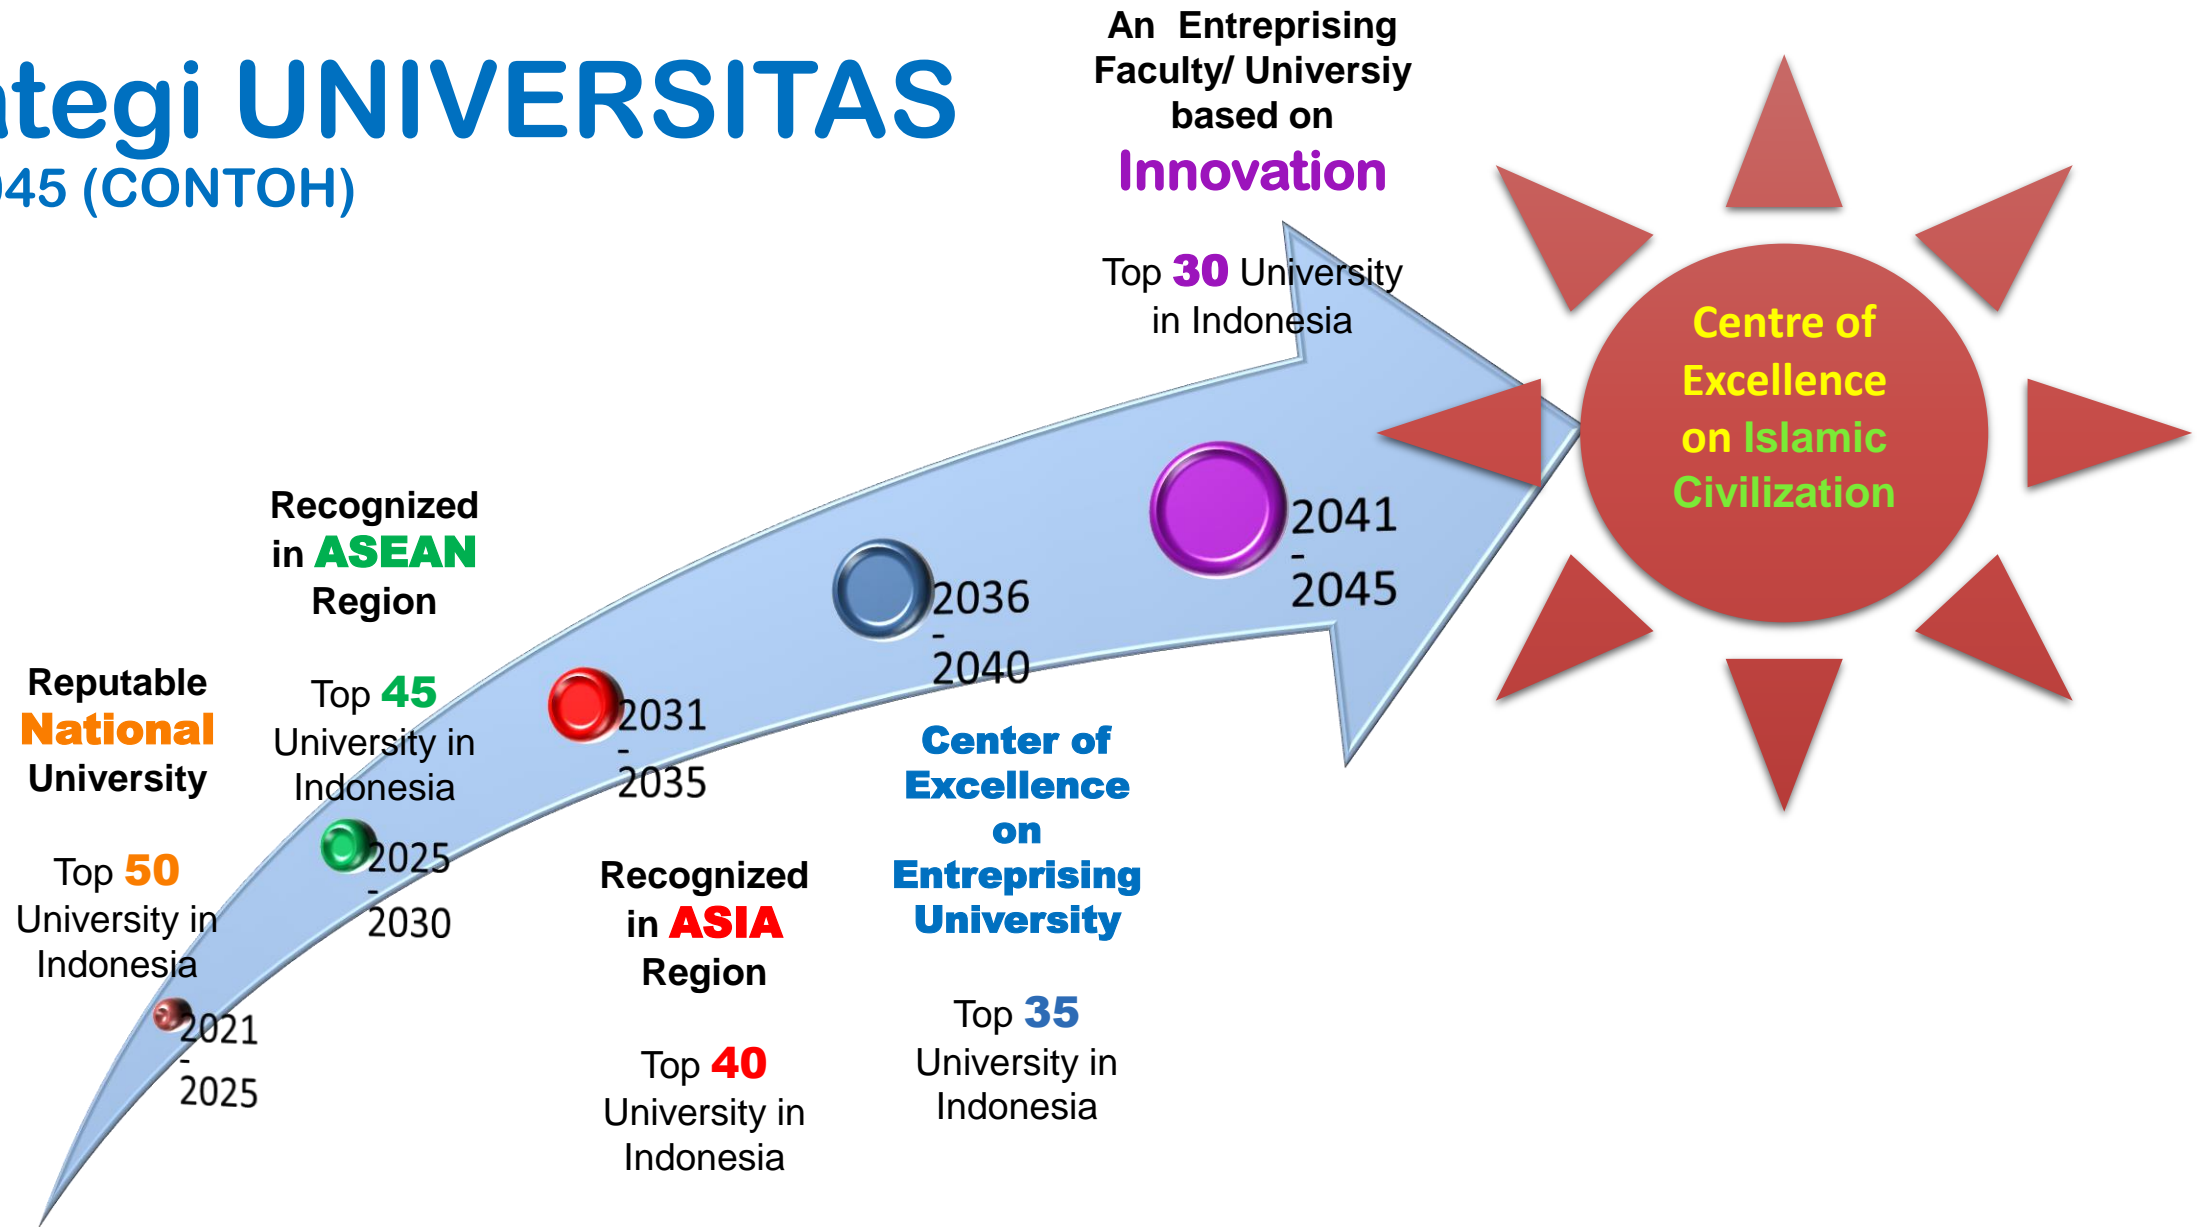 ategi UNIVERSITAS
045 (CONTOH)
An Entreprising
Faculty/ Universiy
based on
Innovation
Top 30 University
in Indonesia
Centre of
Excellence
on Islamic
Civilization
Recognized
in ASEAN
Region
Top 45
University in
Indonesia
Reputable
National
University
Top 50
University in
Indonesia
2021
-
2025
2025
-
2030
2031
-
2035
2036
-
2040
2041
-
2045
Recognized
in ASIA
Region
Top 40
University in
Indonesia
Center of
Excellence
on
Entreprising
University
Top 35
University in
Indonesia